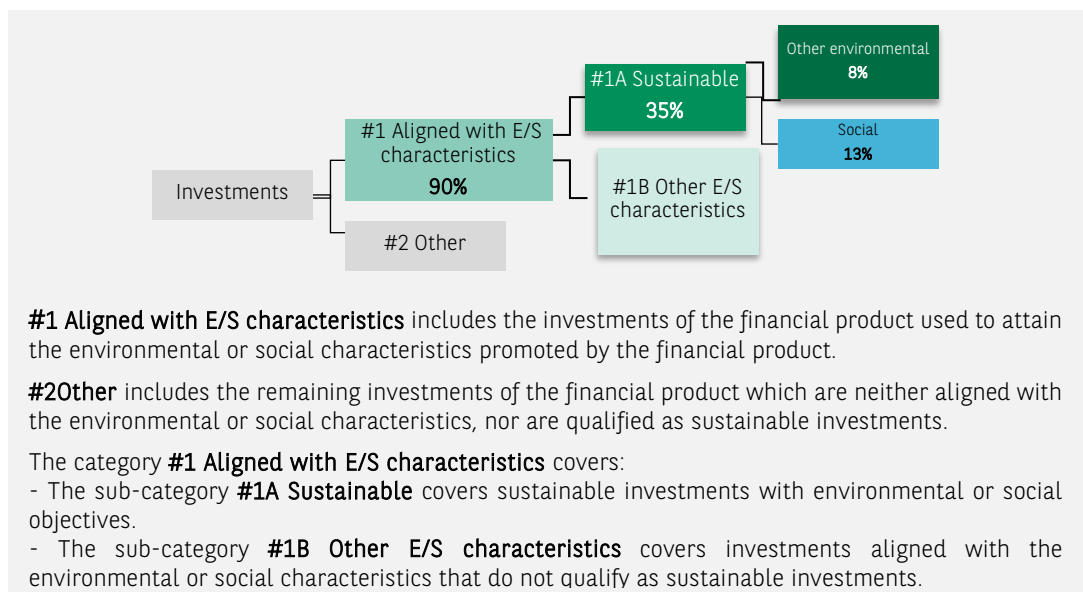 Other environmental
8%
#1A Sustainable
35%
Social
13%
#1 Aligned with E/S
characteristics
90%
Investments
#1B Other E/S
characteristics
#2 Other
#1 Aligned with E/S characteristics includes the investments of the financial product used to attain
the environmental or social characteristics promoted by the financial product.
#2Other includes the remaining investments of the financial product which are neither aligned with
the environmental or social characteristics, nor are qualified as sustainable investments.
The category #1 Aligned with E/S characteristics covers:
- The sub-category #1A Sustainable covers sustainable investments with environmental or social
objectives.
- The sub-category #1B Other E/S characteristics covers investments aligned with the
environmental or social characteristics that do not qualify as sustainable investments.